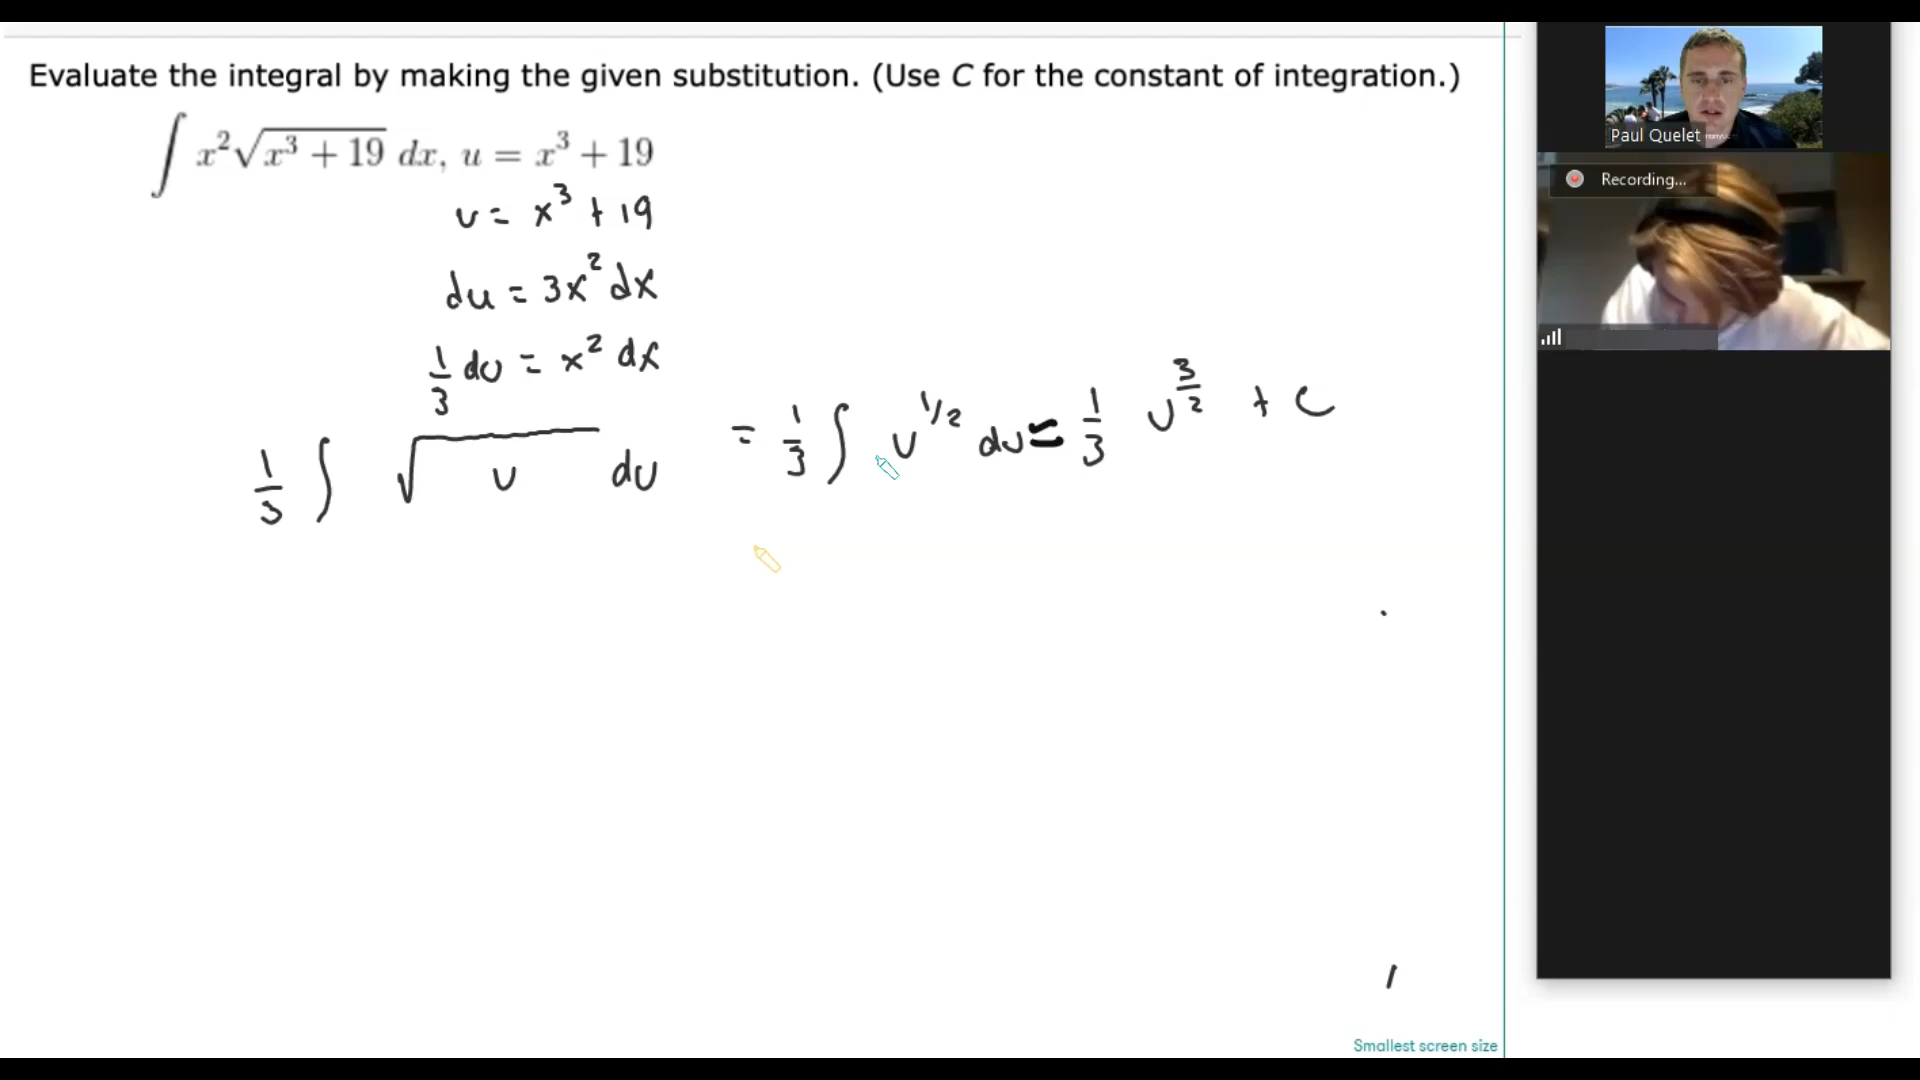 Evaluate the integral by making the given substitution. (Use C for the constant of integration.)
∫ x²√(x³ + 19) dx, u = x³ + 19
u = x³ + 19
du = 3x² dx
1/3 du = x² dx
1/3 ∫ √u du = 1/3 ∫ u^(1/2) du = 1/3 u^(3/2) + C
Smallest screen size
Paul Quelet
Recording...